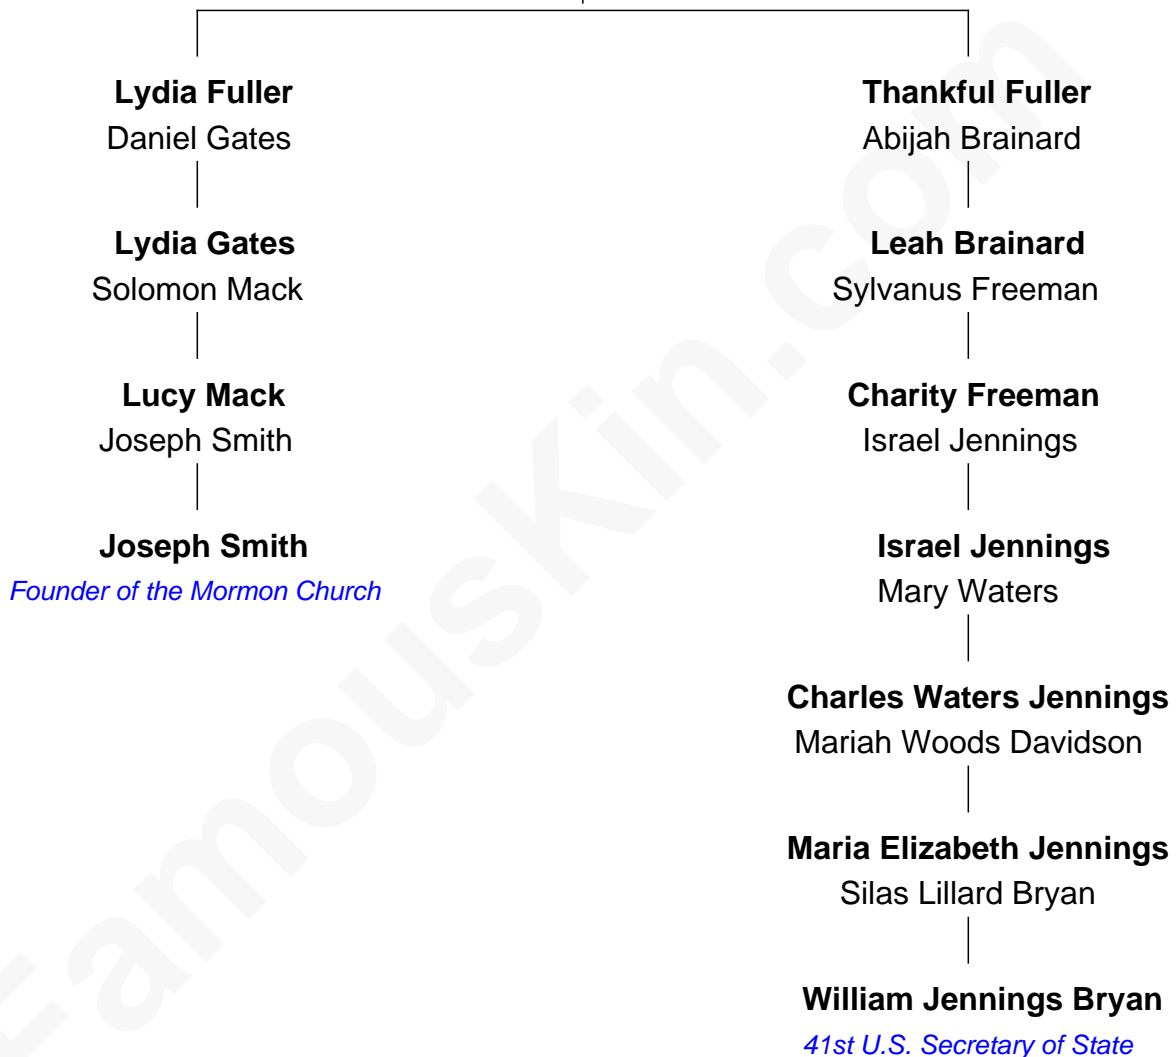 Lydia Fuller
Daniel Gates
Lydia Gates
Solomon Mack
Lucy Mack
Joseph Smith
Joseph Smith
Founder of the Mormon Church
Thankful Fuller
Abijah Brainard
Leah Brainard
Sylvanus Freeman
Charity Freeman
Israel Jennings
Israel Jennings
Mary Waters
Charles Waters Jennings
Mariah Woods Davidson
Maria Elizabeth Jennings
Silas Lillard Bryan
William Jennings Bryan
41st U.S. Secretary of State
FamousKin.com